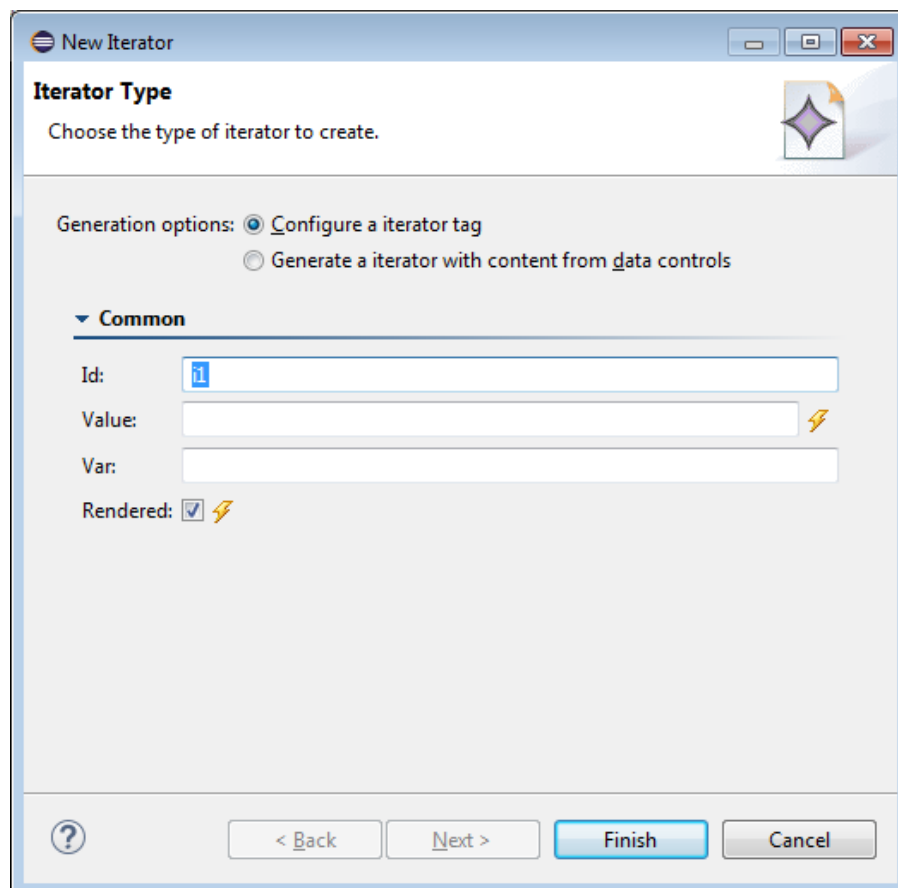 New Iterator
Iterator Type
Choose the type of iterator to create.
Generation options: Configure a iterator tag
Generate a iterator with content from data controls
Common
Id: i1
Value:
Var:
Rendered:
? < Back Next > Finish Cancel